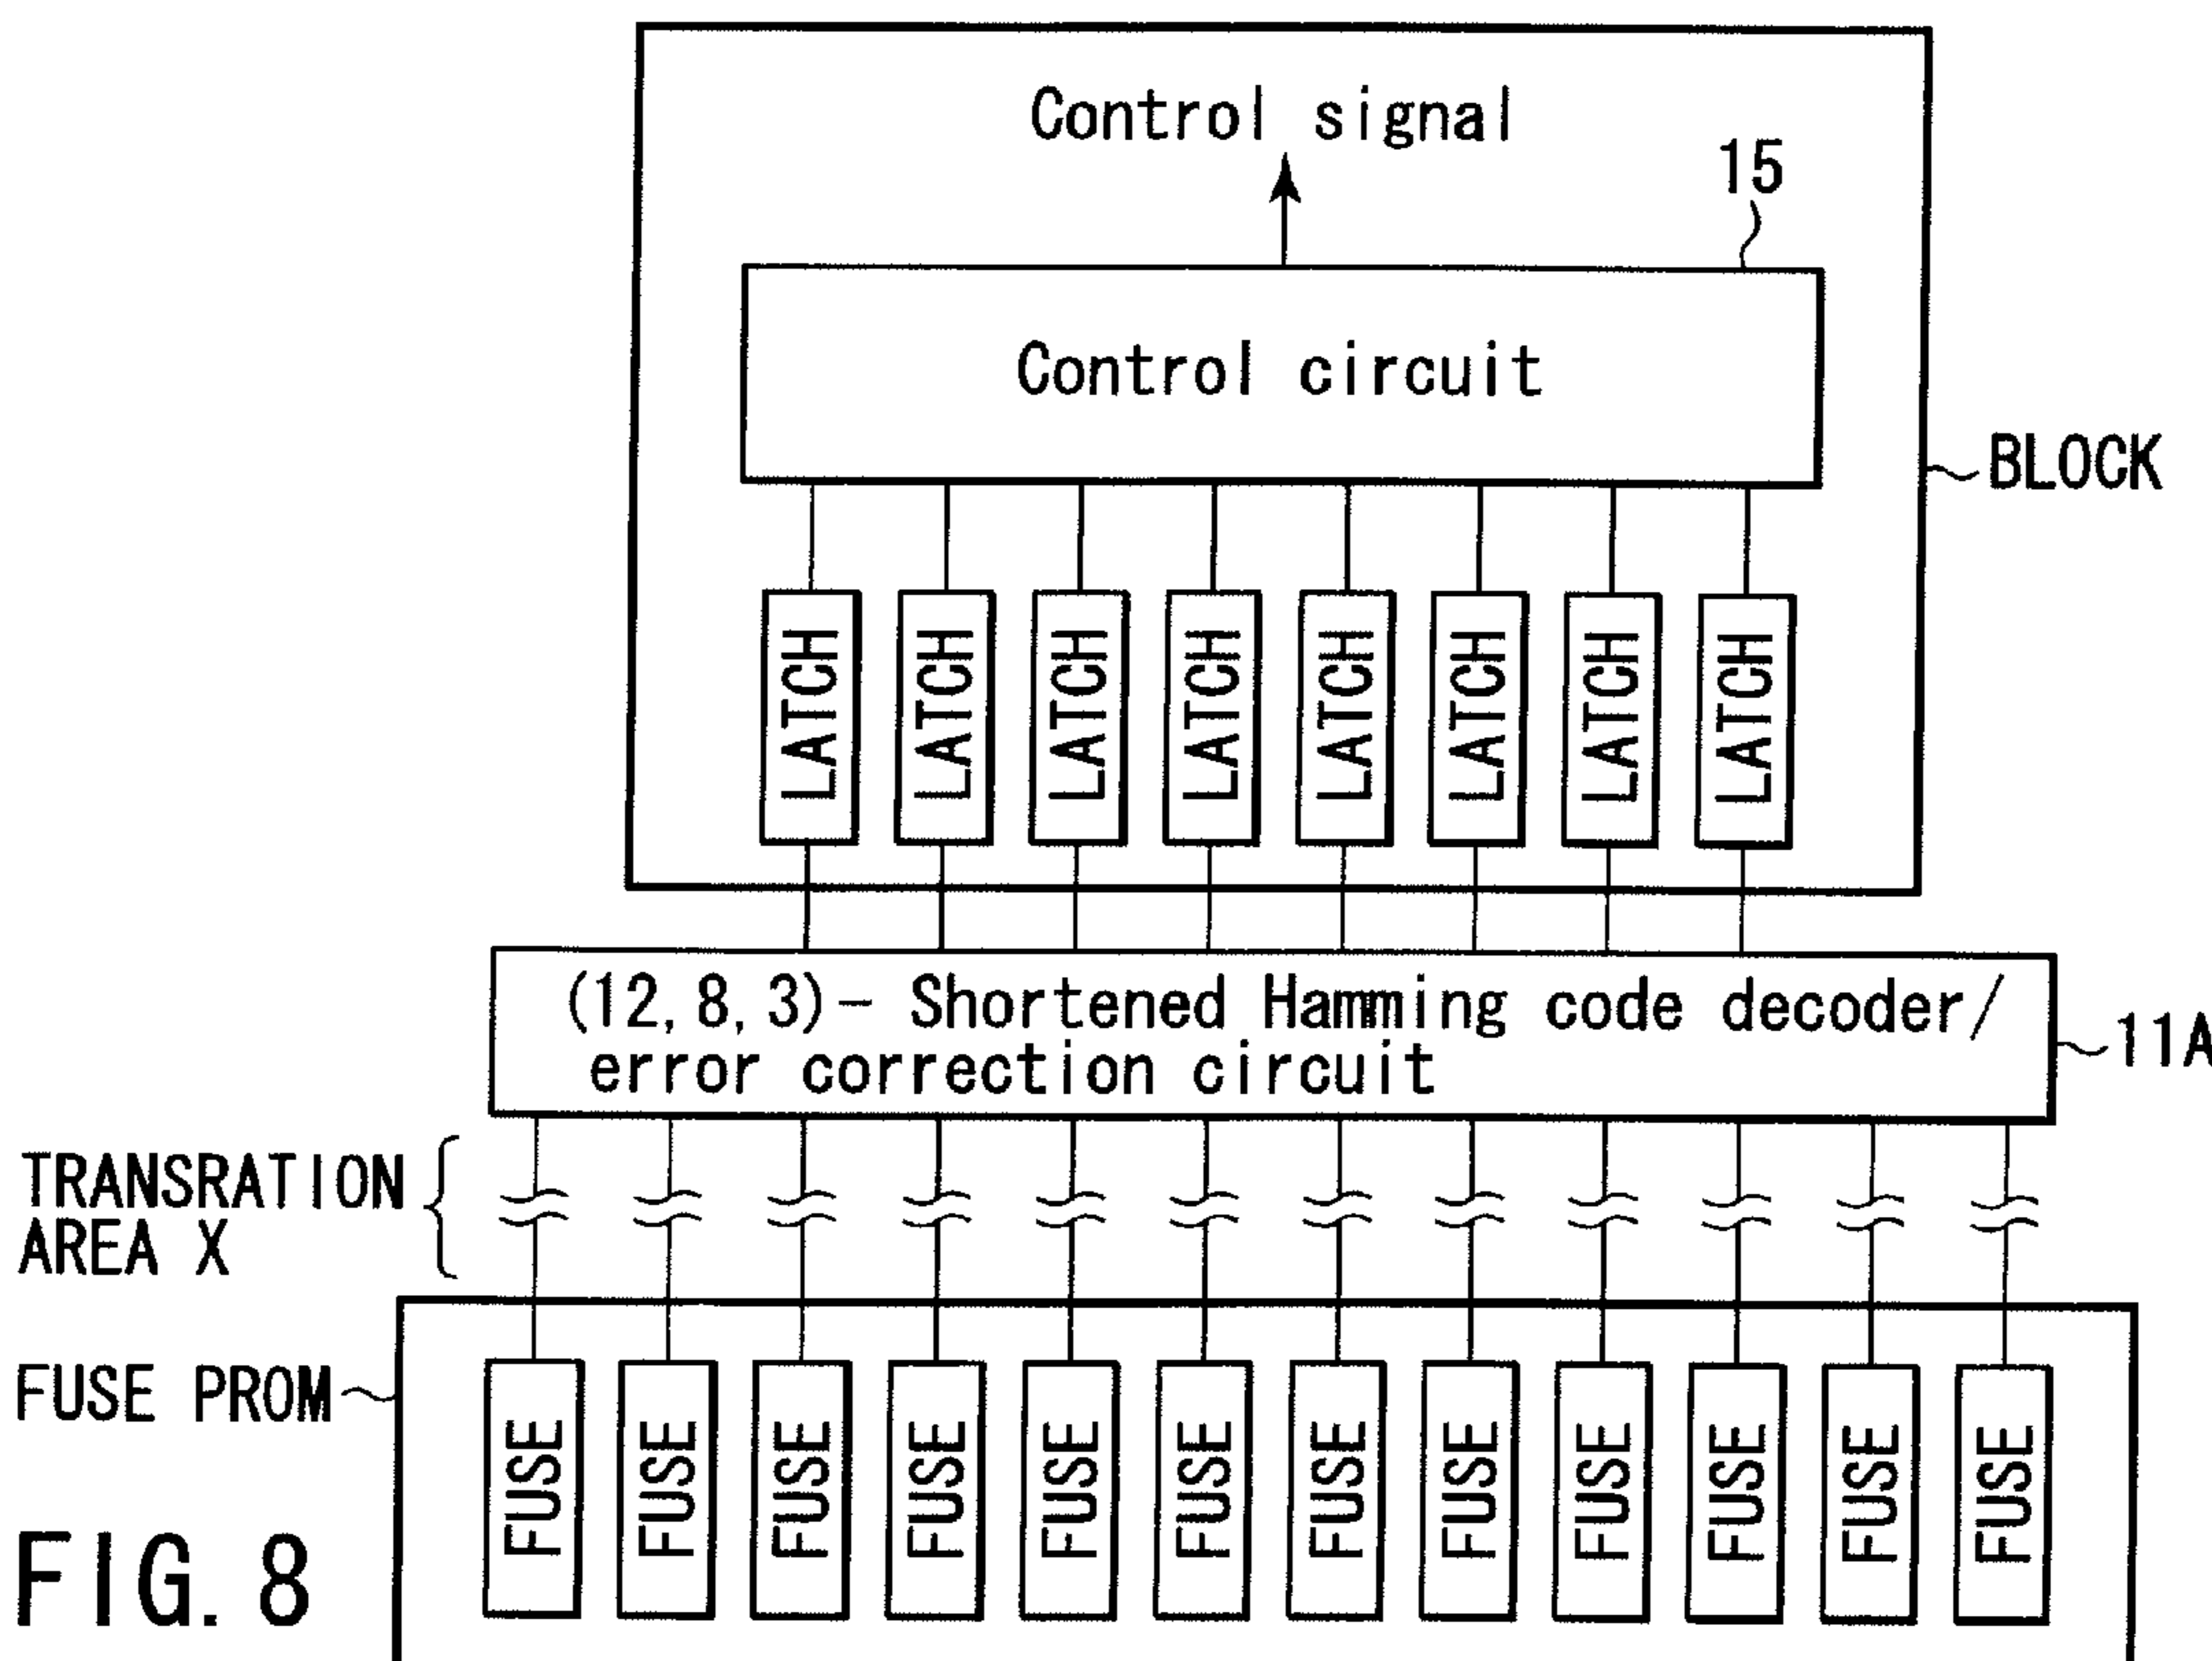 Control signal
15
Control circuit
BLOCK
LATCH
LATCH
LATCH
LATCH
LATCH
LATCH
LATCH
LATCH
(12, 8, 3)- Shortened Hamming code decoder/
error correction circuit
11A
TRANSRATION
AREA X
FUSE PROM
FUSE
FUSE
FUSE
FUSE
FUSE
FUSE
FUSE
FUSE
FUSE
FUSE
FUSE
FUSE
FIG. 8